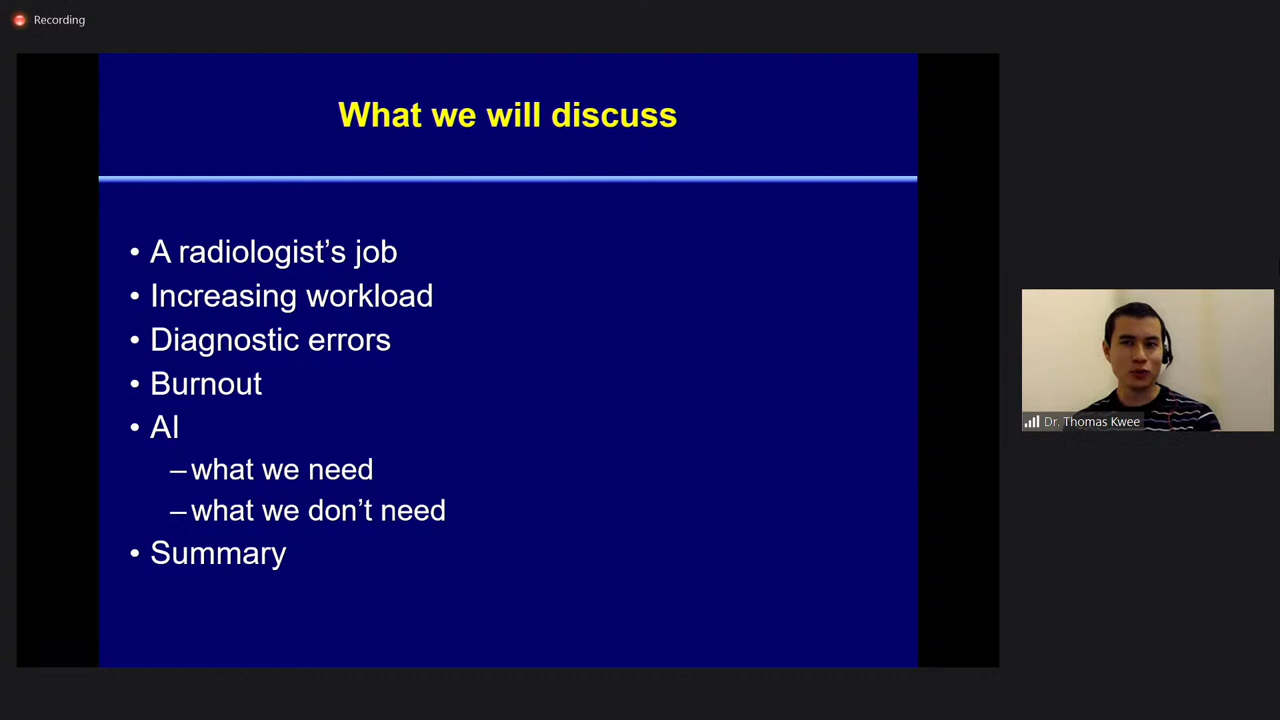 Recording
What we will discuss
• A radiologist's job
• Increasing workload
• Diagnostic errors
• Burnout
• AI
–what we need
–what we don't need
• Summary
Dr. Thomas Kwee